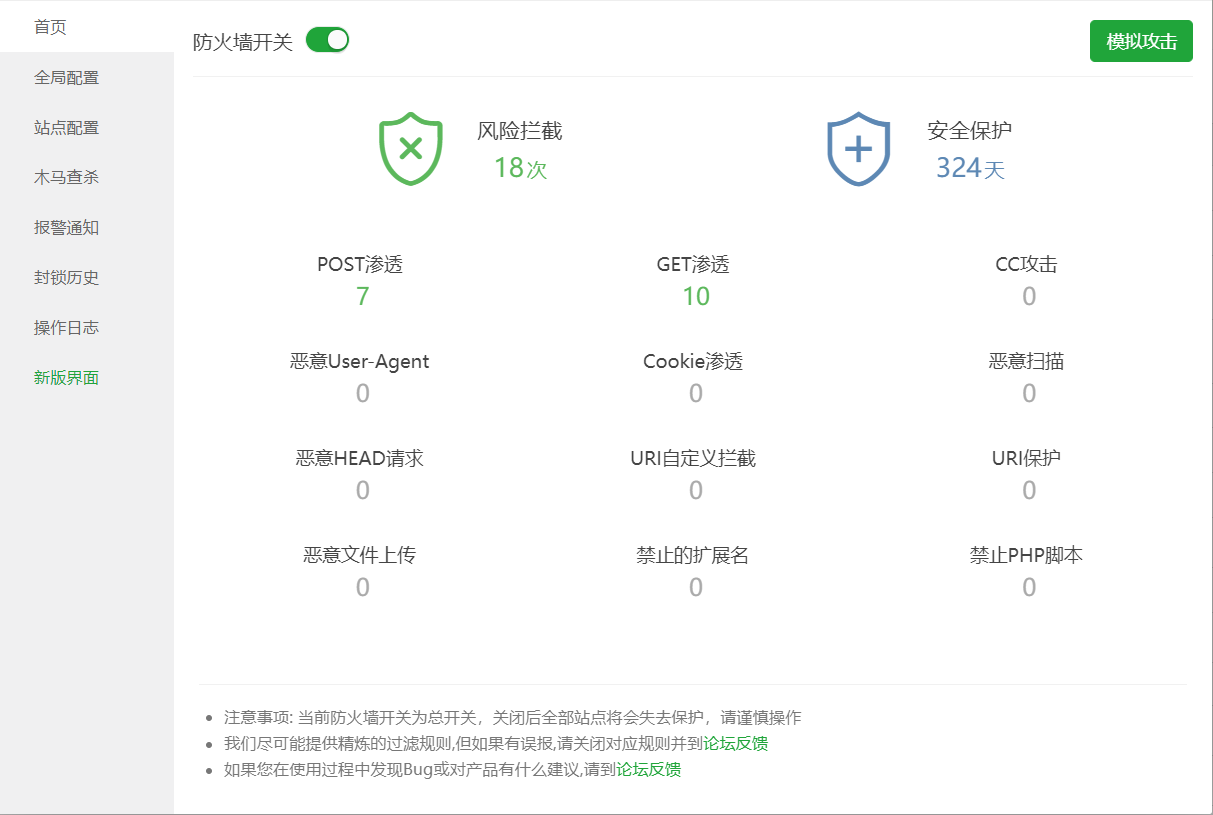 首页
全局配置
站点配置
木马查杀
报警通知
封锁历史
操作日志
新版界面
防火墙开关
模拟攻击
风险拦截
18次
安全保护
324天
POST渗透
GET渗透
CC攻击
7
10
0
恶意User-Agent
Cookie渗透
恶意扫描
0
0
0
恶意HEAD请求
URI自定义拦截
URI保护
0
0
0
恶意文件上传
禁止的扩展名
禁止PHP脚本
0
0
0
注意事项: 当前防火墙开关为总开关，关闭后全部站点将会失去保护，请谨慎操作
我们尽可能提供精炼的过滤规则,但如果有误报,请关闭对应规则并到论坛反馈
如果您在使用过程中发现Bug或对产品有什么建议,请到论坛反馈